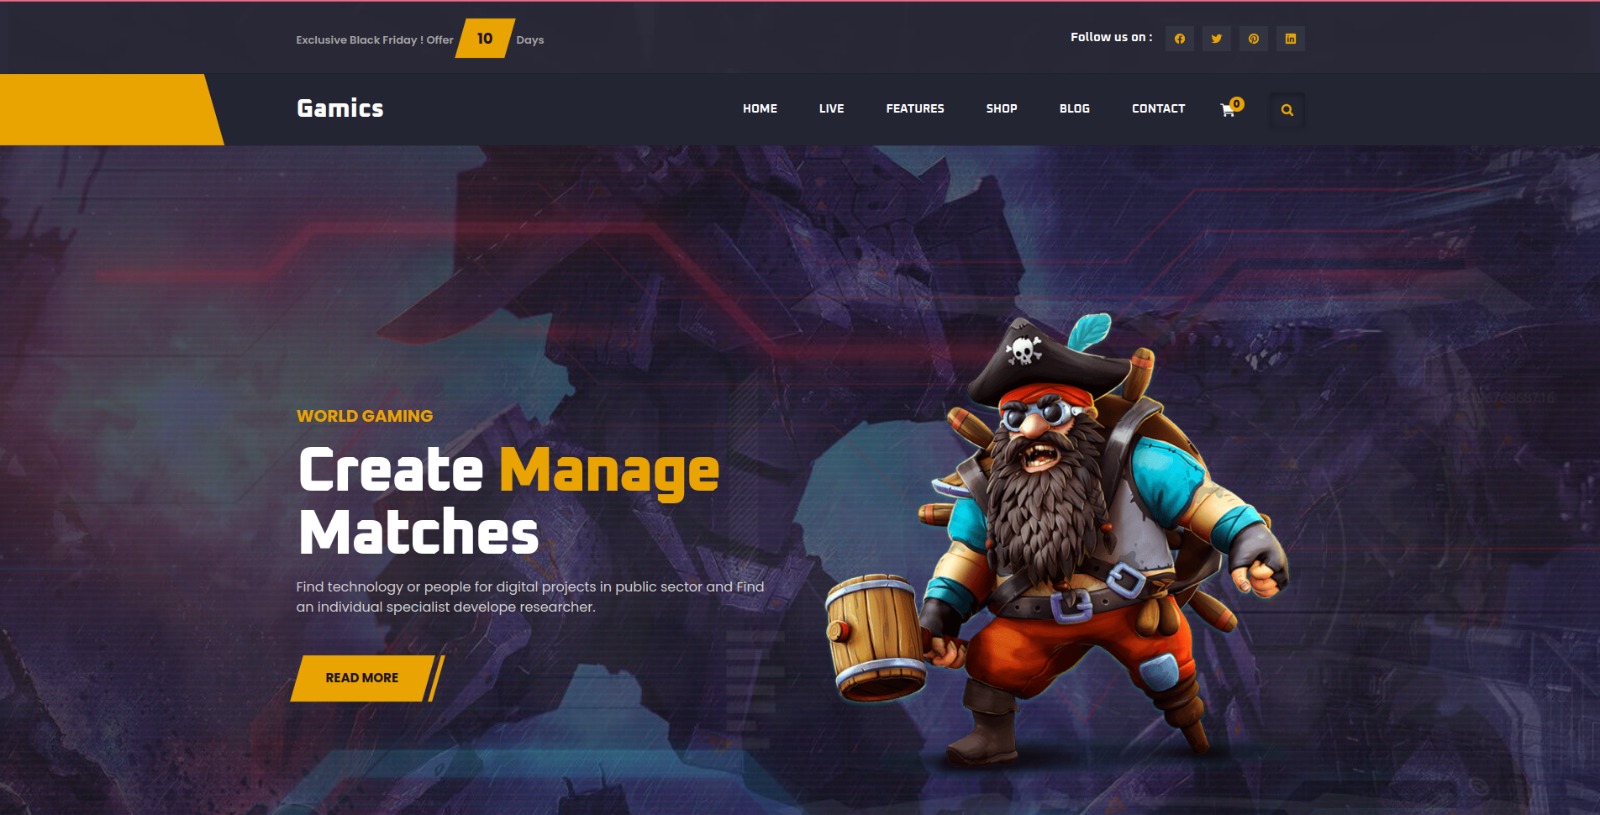 Exclusive Black Friday ! Offer 10 Days
Follow us on :
Gamics
HOME LIVE FEATURES SHOP BLOG CONTACT 0
WORLD GAMING
Create Manage
Matches
Find technology or people for digital projects in public sector and Find
an individual specialist develope researcher.
READ MORE